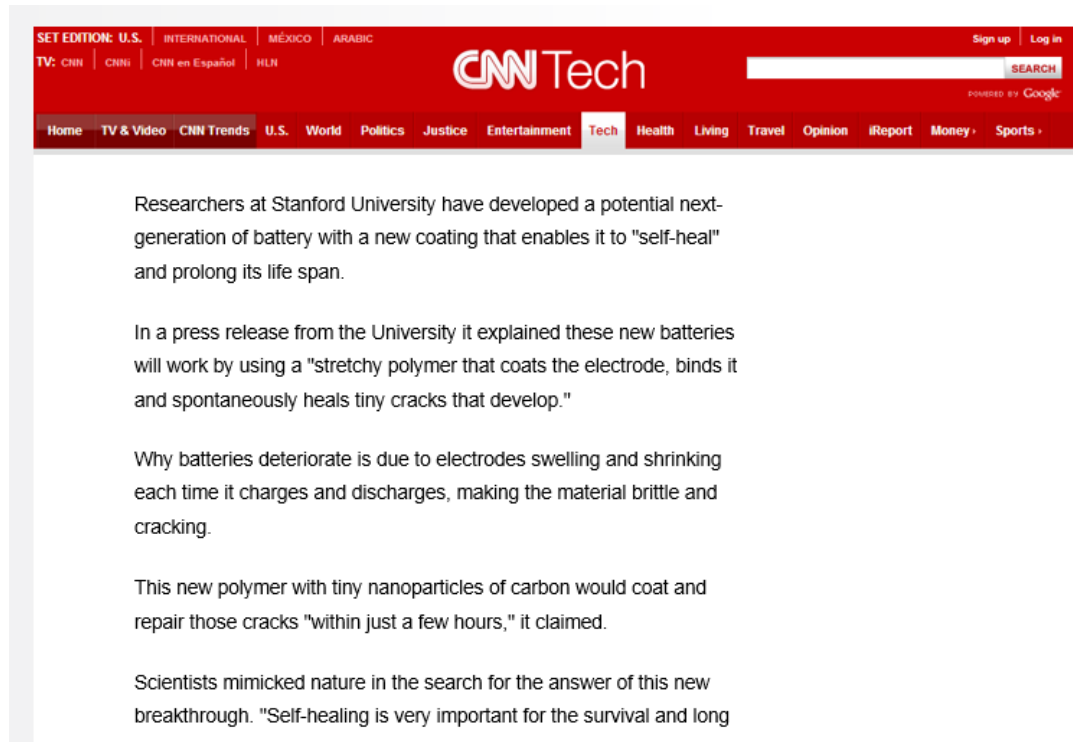 SET EDITION: U.S. INTERNATIONAL MÉXICO ARABIC
Sign up Log in
TV: CNN CNNi CNN en Español HLN
CNN Tech
SEARCH
POWERED BY Google
Home TV & Video CNN Trends U.S. World Politics Justice Entertainment Tech Health Living Travel Opinion iReport Money › Sports ›
Researchers at Stanford University have developed a potential next-
generation of battery with a new coating that enables it to "self-heal"
and prolong its life span.
In a press release from the University it explained these new batteries
will work by using a "stretchy polymer that coats the electrode, binds it
and spontaneously heals tiny cracks that develop."
Why batteries deteriorate is due to electrodes swelling and shrinking
each time it charges and discharges, making the material brittle and
cracking.
This new polymer with tiny nanoparticles of carbon would coat and
repair those cracks "within just a few hours," it claimed.
Scientists mimicked nature in the search for the answer of this new
breakthrough. "Self-healing is very important for the survival and long